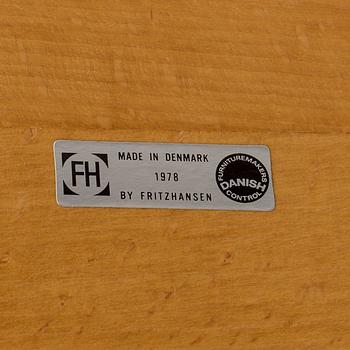 FH
MADE IN DENMARK
1978
BY FRITZHANSEN
FURNITUREMAKERS
DANISH
CONTROL